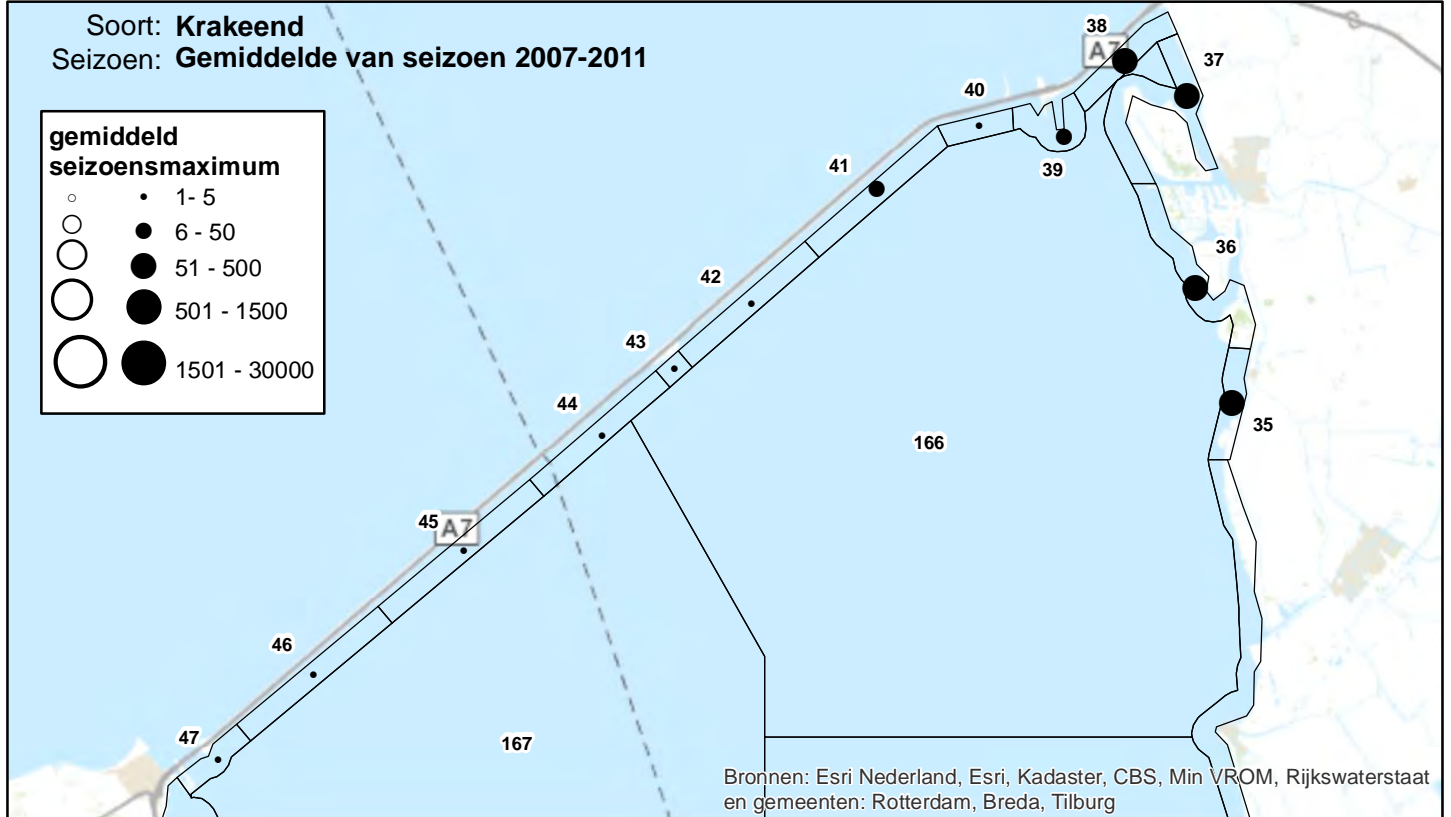 Soort: Krakeend
Seizoen: Gemiddelde van seizoen 2007-2011
gemiddeld
seizoensmaximum
1- 5
6 - 50
51 - 500
501 - 1500
1501 - 30000
38
A7
37
40
39
41
36
42
43
35
44
166
45
A7
46
47
167
Bronnen: Esri Nederland, Esri, Kadaster, CBS, Min VROM, Rijkswaterstaat
en gemeenten: Rotterdam, Breda, Tilburg